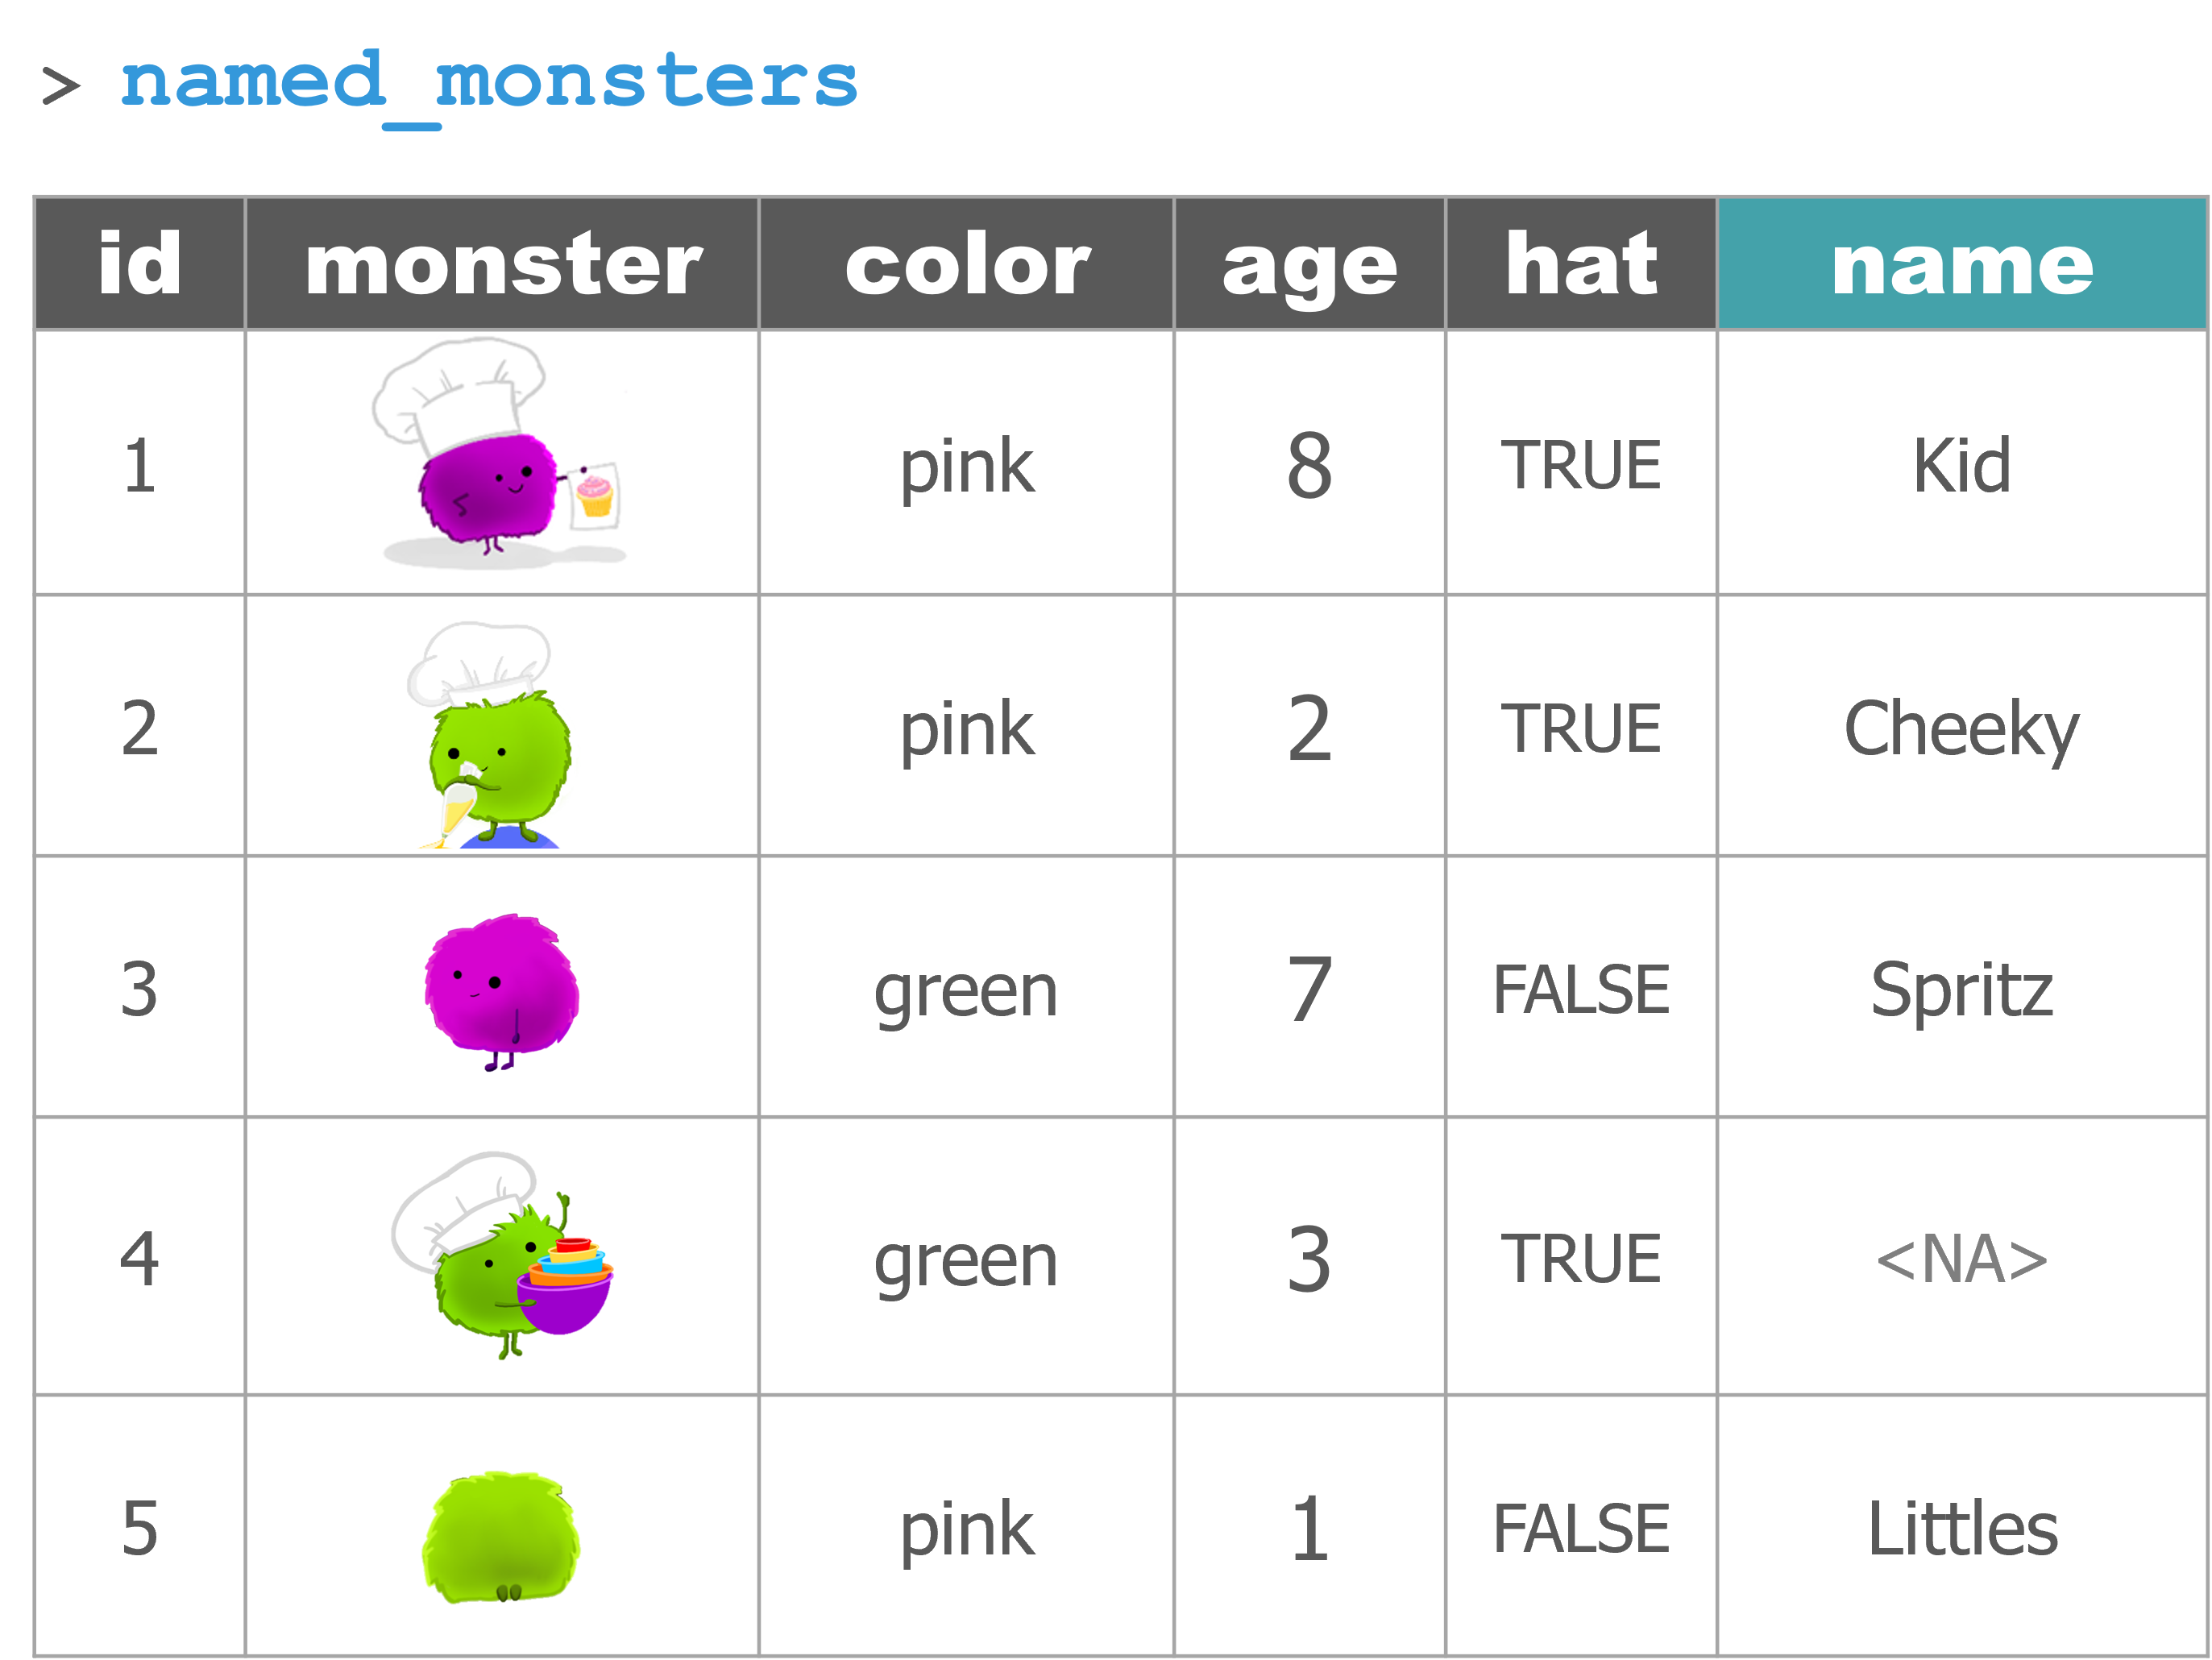 > named_monsters
id monster color age hat name
1 pink 8 TRUE Kid
2 pink 2 TRUE Cheeky
3 green 7 FALSE Spritz
4 green 3 TRUE <NA>
5 pink 1 FALSE Littles